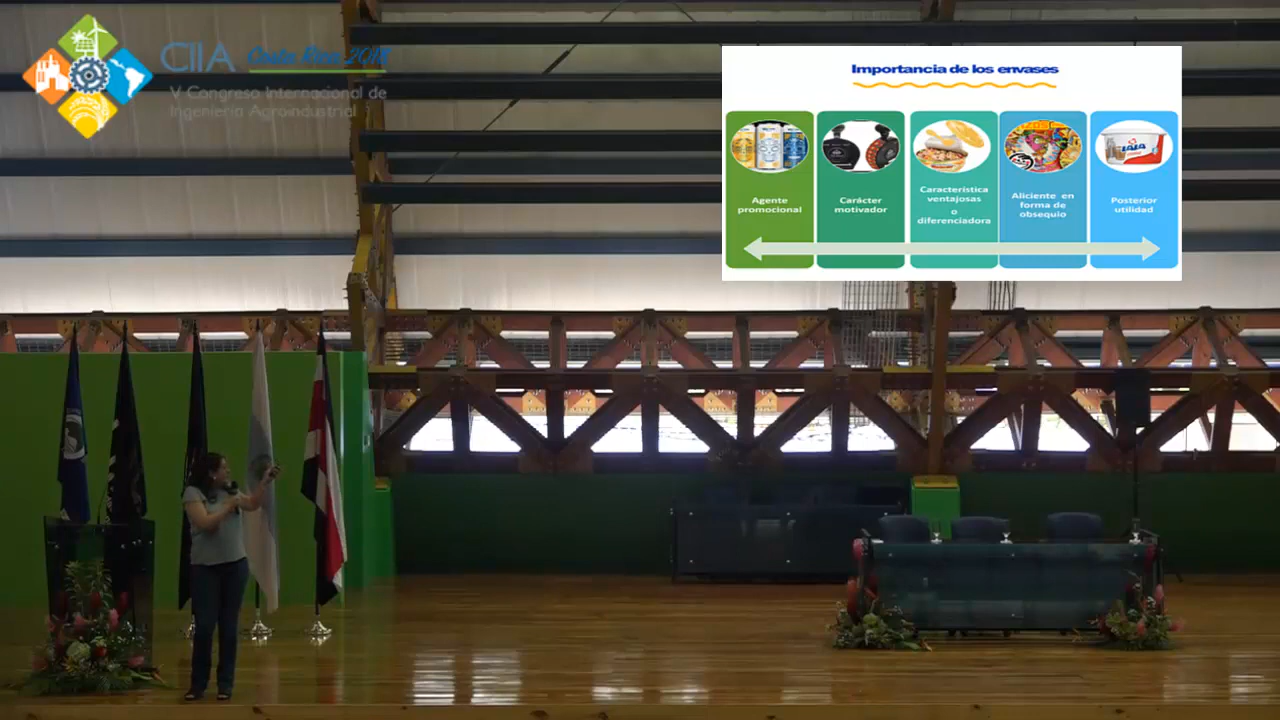 CIIA Costa Rica 2018
V Congreso Internacional de
Ingeniería Agroindustrial
Importancia de los envases
Agente
promocional
Carácter
motivador
Característica
ventajosas
o
diferenciadora
Aliciente en
forma de
obsequio
Posterior
utilidad
LALA